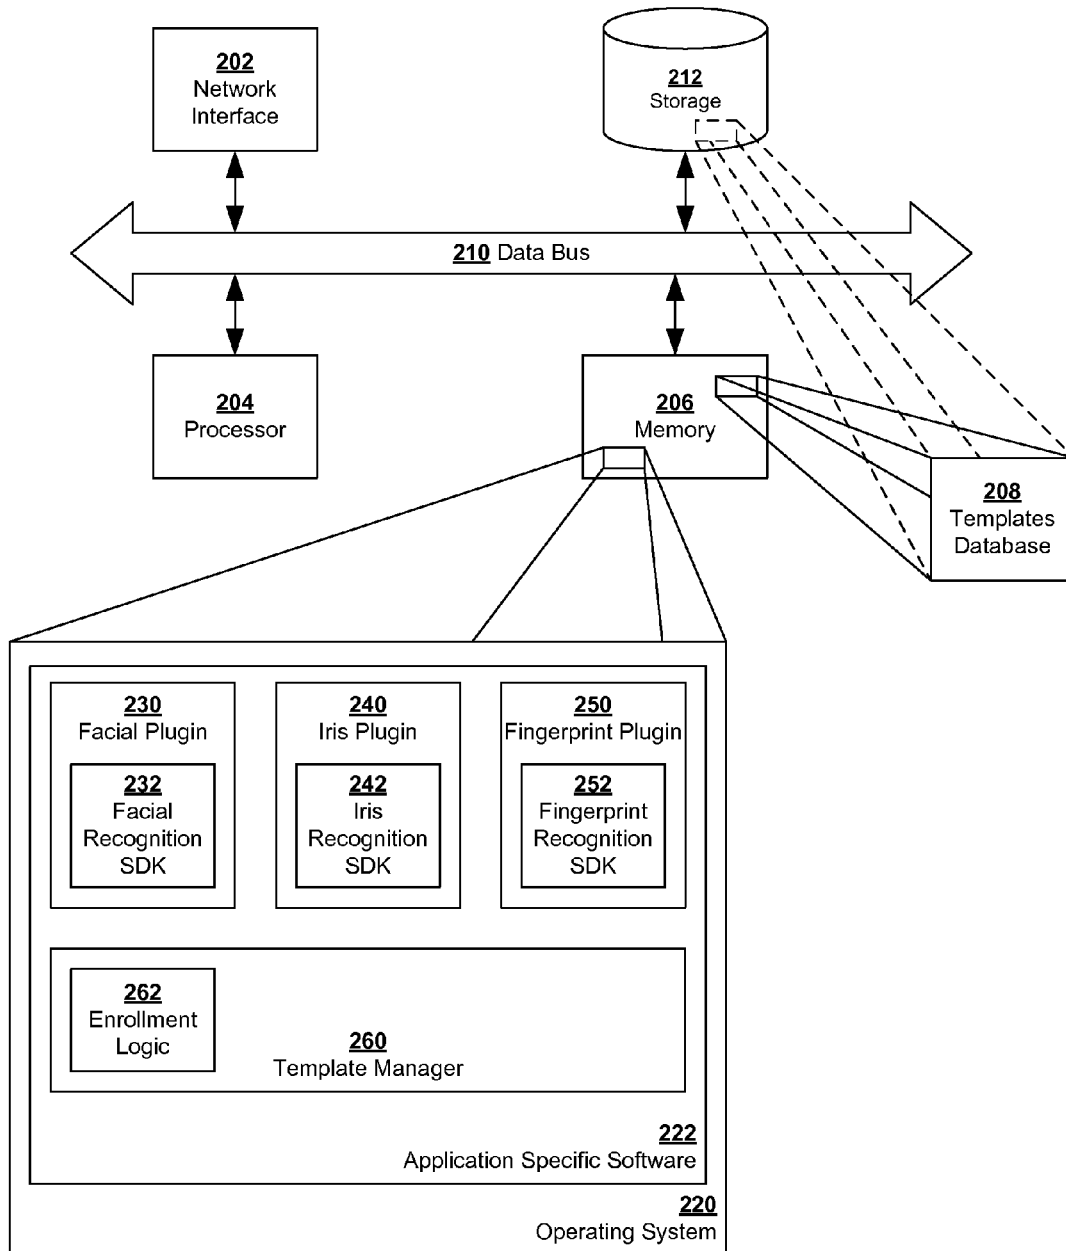 202
Network
Interface
212
Storage
210 Data Bus
204
Processor
206
Memory
208
Templates
Database
230
Facial Plugin
232
Facial
Recognition
SDK
240
Iris Plugin
242
Iris
Recognition
SDK
250
Fingerprint Plugin
252
Fingerprint
Recognition
SDK
262
Enrollment
Logic
260
Template Manager
222
Application Specific Software
220
Operating System